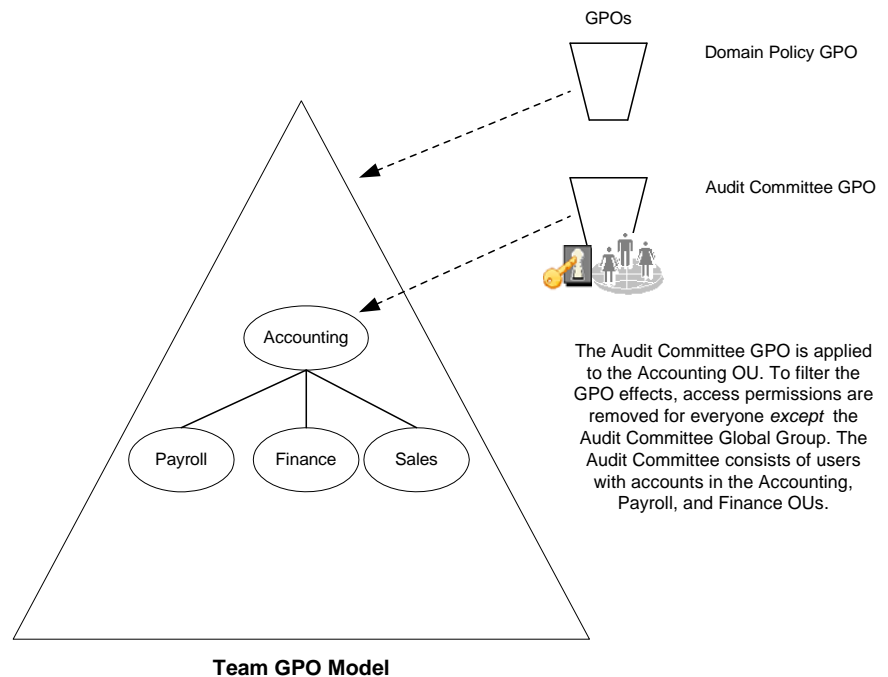 GPOs
Domain Policy GPO
Audit Committee GPO
Accounting
Payroll
Finance
Sales
The Audit Committee GPO is applied
to the Accounting OU. To filter the
GPO effects, access permissions are
removed for everyone except the
Audit Committee Global Group. The
Audit Committee consists of users
with accounts in the Accounting,
Payroll, and Finance OUs.
Team GPO Model